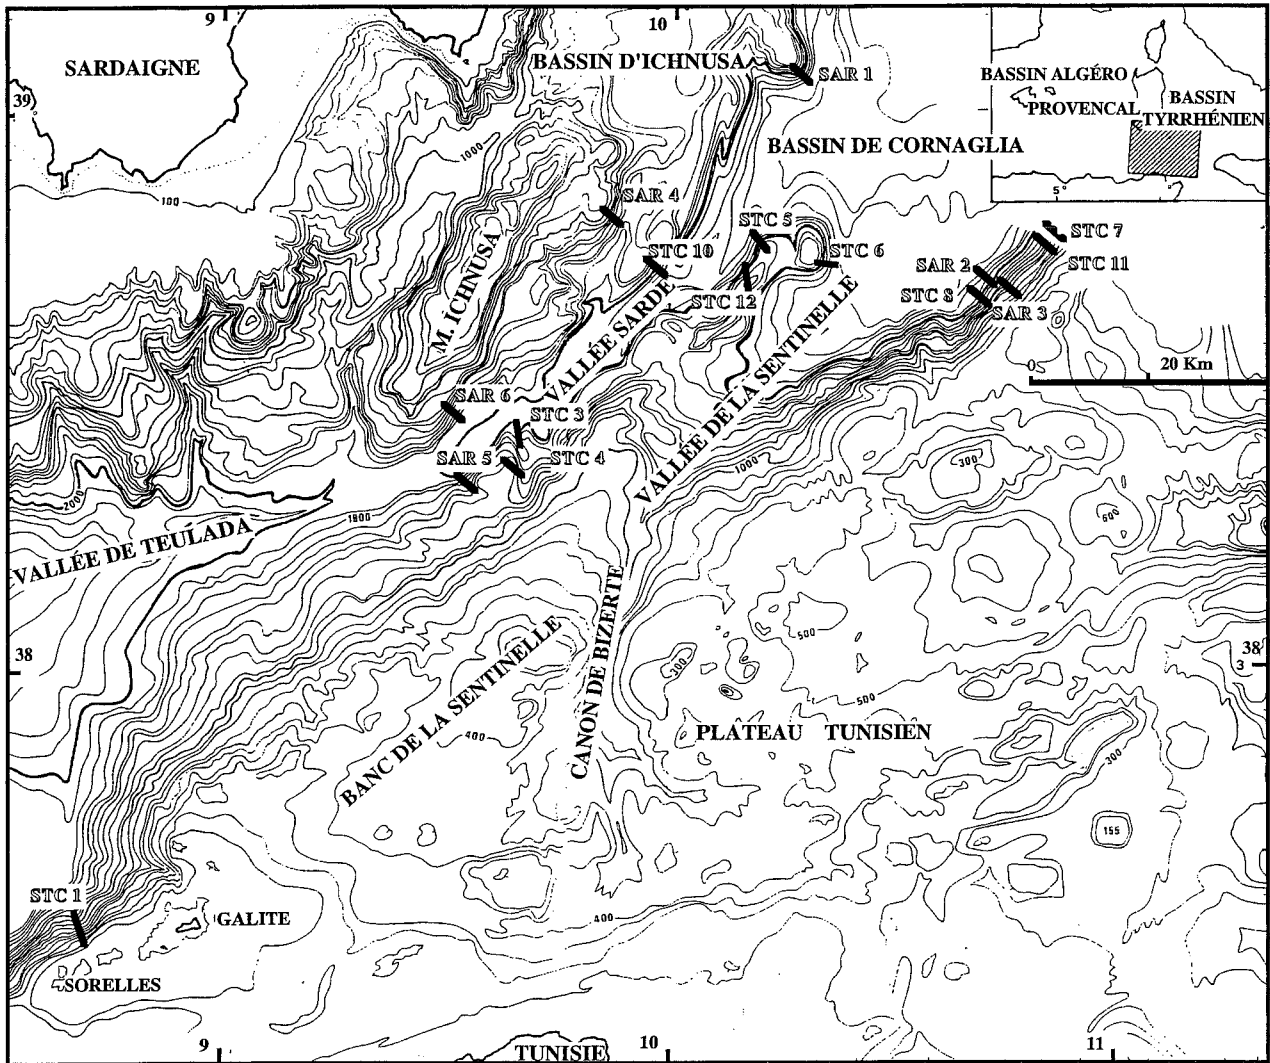 9
10
SARDAIGNE
BASSIN D'ICHNUSA
SAR 1
BASSIN ALGÉRO
PROVENCAL
BASSIN
TYRRHÉNIEN
5°
39
1000
BASSIN DE CORNAGLIA
100
SAR 4
STC 5
STC 7
STC 10
STC 6
SAR 2
STC 11
M. ICHNUSA
STC 12
STC 8
SAR 3
VALLÉE SARDE
VALLÉE DE LA SENTINELLE
0
20 Km
SAR 6
STC 3
SAR 5
STC 4
1000
300
2000
1800
600
VALLÉE DE TEULADA
CANON DE BIZERTE
500
38
300
38
3
BANC DE LA SENTINELLE
500
400
PLATEAU TUNISIEN
300
155
STC 1
GALITE
400
SORELLES
9
TUNISIE
10
11